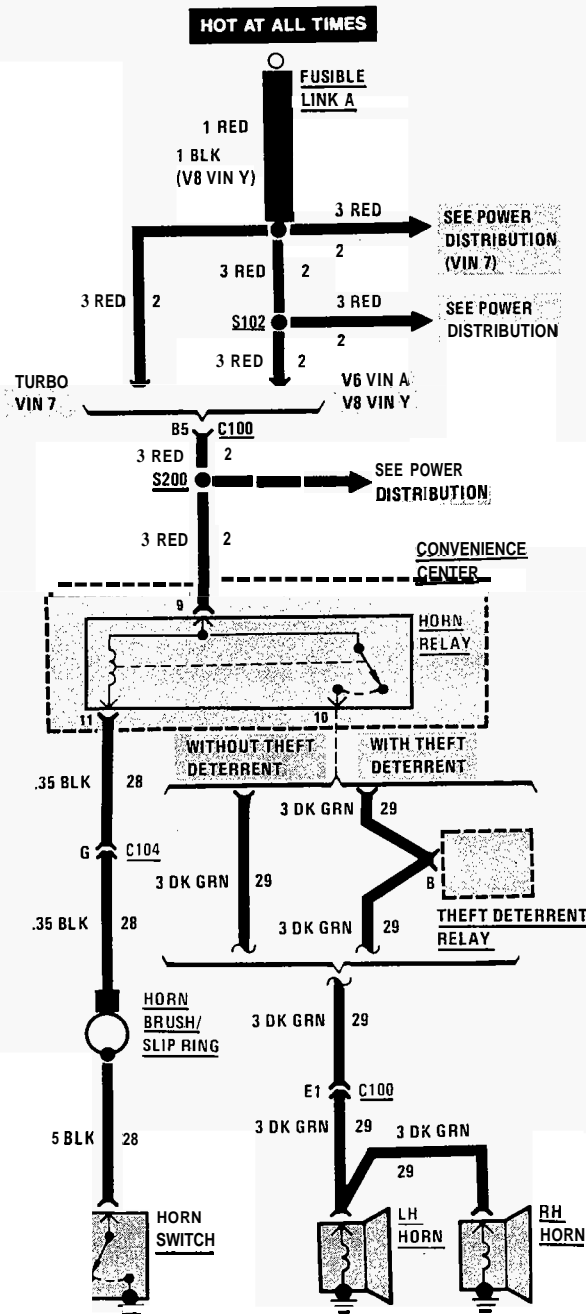 HOT AT ALL TIMES
FUSIBLE
LINK A
1 RED
1 BLK
(V8 VIN Y)
3 RED
2
SEE POWER
DISTRIBUTION
(VIN 7)
3 RED 2
3 RED 2
S102
3 RED
2
SEE POWER
DISTRIBUTION
3 RED 2
TURBO
VIN 7
V6 VIN A
V8 VIN Y
B5 C100
3 RED 2
S200
SEE POWER
DISTRIBUTION
3 RED 2
CONVENIENCE
CENTER
9
HORN
RELAY
11
10
WITHOUT THEFT
DETERRENT
WITH THEFT
DETERRENT
.35 BLK 28
3 DK GRN 29
G C104
3 DK GRN 29
B
THEFT DETERRENT
RELAY
.35 BLK 28
3 DK GRN 29
HORN
BRUSH/
SLIP RING
3 DK GRN 29
E1 C100
5 BLK 28
3 DK GRN 29
3 DK GRN
29
HORN
SWITCH
LH
HORN
RH
HORN